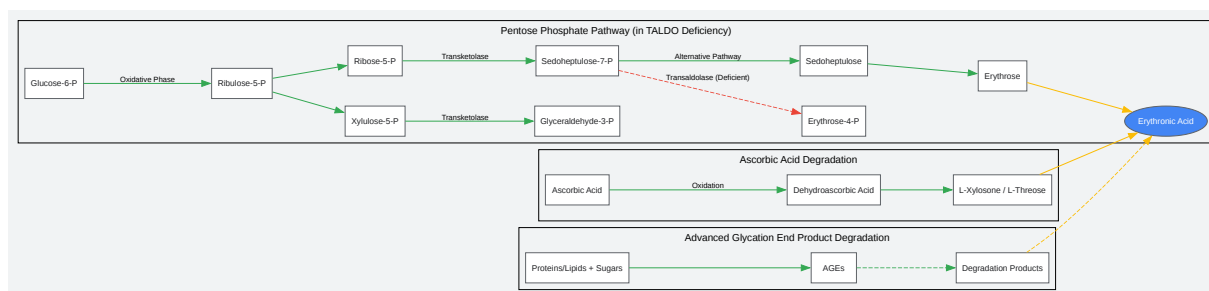 Pentose Phosphate Pathway (in TALDO Deficiency)
Glucose-6-P
Oxidative Phase
Ribulose-5-P
Ribose-5-P
Transketolase
Sedoheptulose-7-P
Alternative Pathway
Sedoheptulose
Erythrose
Transaldolase (Deficient)
Xylulose-5-P
Transketolase
Glyceraldehyde-3-P
Erythrose-4-P
Erythronic Acid
Ascorbic Acid Degradation
Ascorbic Acid
Oxidation
Dehydroascorbic Acid
L-Xylosone / L-Threose
Advanced Glycation End Product Degradation
Proteins/Lipids + Sugars
AGEs
Degradation Products